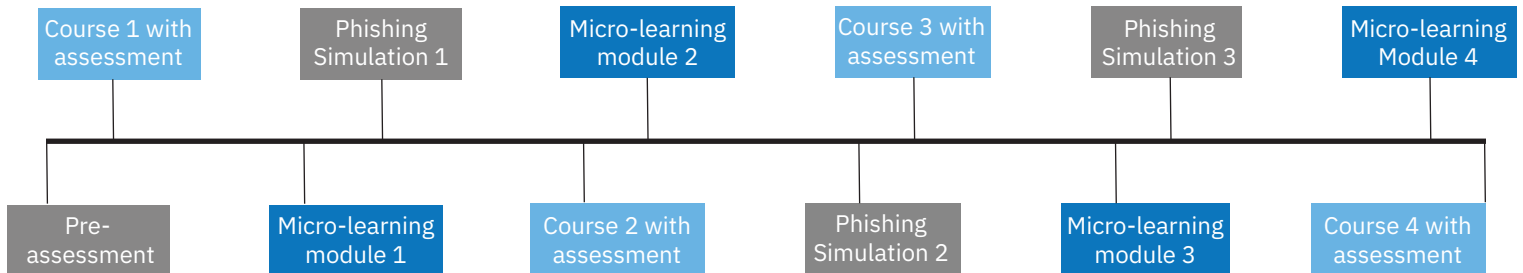 Course 1 with
assessment
Phishing
Simulation 1
Micro-learning
module 2
Course 3 with
assessment
Phishing
Simulation 3
Micro-learning
Module 4
Pre-
assessment
Micro-learning
module 1
Course 2 with
assessment
Phishing
Simulation 2
Micro-learning
module 3
Course 4 with
assessment